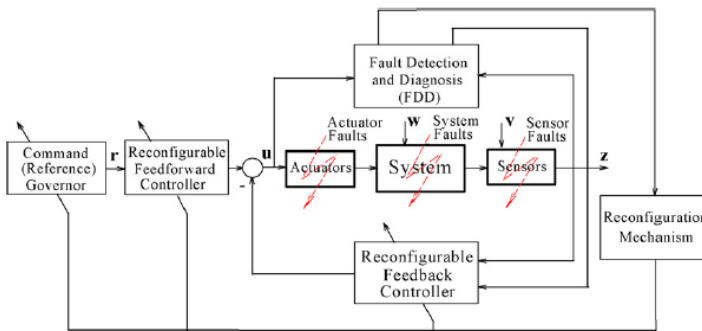 Fault Detection
and Diagnosis
(FDD)
Actuator
Faults
w
System
Faults
v
Sensor
Faults
Command
(Reference)
Governor
r
Reconfigurable
Feedforward
Controller
-
u
Actuators
System
Sensors
z
Reconfigurable
Feedback
Controller
Reconfiguration
Mechanism